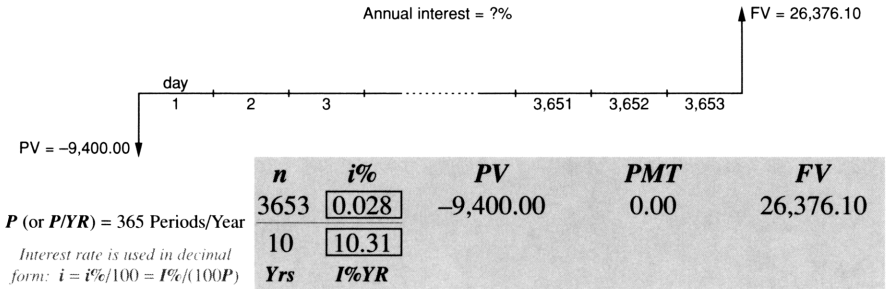 Annual interest = ?%
FV = 26,376.10
day
1 2 3 3,651 3,652 3,653
PV = –9,400.00
n i% PV PMT FV
P (or P/YR) = 365 Periods/Year
3653 0.028 –9,400.00 0.00 26,376.10
10 10.31
Interest rate is used in decimal
form: i = i%/100 = I%/(100P)
Yrs I%YR